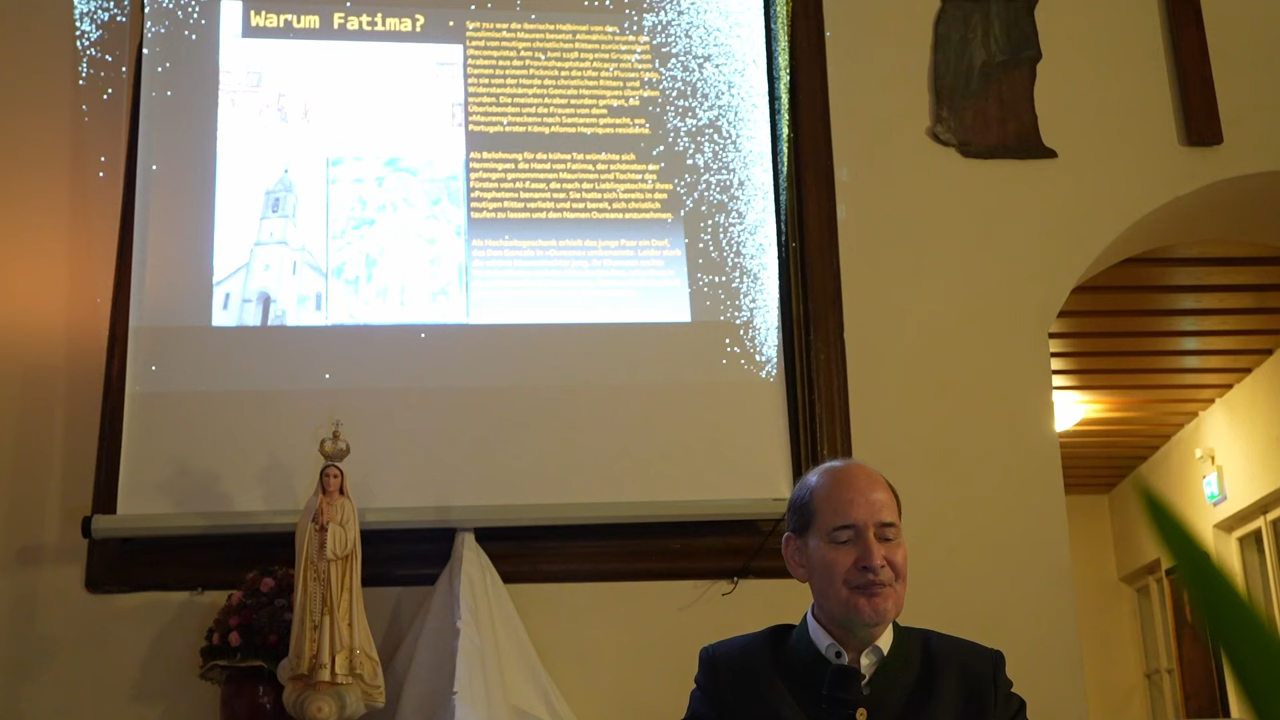 Warum Fatima?
Seit 712 war die iberische Halbinsel von den
muslimischen Mauren besetzt. Allmählich wurde das
Land von mutigen christlichen Rittern zurückerobert
(Reconquista). Am 24. Juni 1158 zog eine Gruppe von
Arabern aus der Provinzhauptstadt Alcacer mit ihren
Damen zu einem Picknick an die Ufer des Flusses Sado,
als sie von der Horde des christlichen Ritters und
Widerstandskämpfers Goncalo Hermingues überfallen
wurden. Die meisten Araber wurden getötet, die
Überlebenden und die Frauen von dem
»Maurenschrecken« nach Santarem gebracht, wo
Portugals erster König Afonso Henriques residierte.
Als Belohnung für die kühne Tat wünschte sich
Hermingues die Hand von Fatima, der schönsten der
gefangen genommenen Maurinnen und Tochter des
Fürsten von Al-Kasar, die nach der Lieblingstochter ihres
»Propheten« benannt war. Sie hatte sich bereits in den
mutigen Ritter verliebt und war bereit, sich christlich
taufen zu lassen und den Namen Oureana anzunehmen.
Als Hochzeitsgeschenk erhielt das junge Paar ein Dorf,
das Don Goncalo in »Oureana« umbenannte. Leider starb